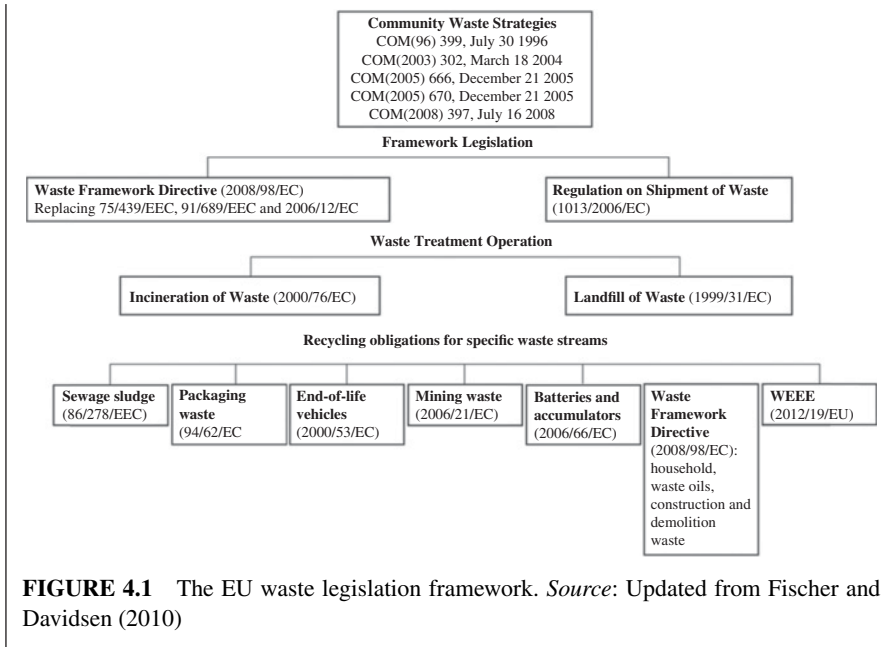 Community Waste Strategies
COM(96) 399, July 30 1996
COM(2003) 302, March 18 2004
COM(2005) 666, December 21 2005
COM(2005) 670, December 21 2005
COM(2008) 397, July 16 2008
Framework Legislation
Waste Framework Directive (2008/98/EC)
Replacing 75/439/EEC, 91/689/EEC and 2006/12/EC
Regulation on Shipment of Waste
(1013/2006/EC)
Waste Treatment Operation
Incineration of Waste (2000/76/EC)
Landfill of Waste (1999/31/EC)
Recycling obligations for specific waste streams
Sewage sludge
(86/278/EEC)
Packaging
waste
(94/62/EC
End-of-life
vehicles
(2000/53/EC)
Mining waste
(2006/21/EC)
Batteries and
accumulators
(2006/66/EC)
Waste
Framework
Directive
(2008/98/EC):
household,
waste oils,
construction and
demolition
waste
WEEE
(2012/19/EU)
FIGURE 4.1 The EU waste legislation framework. Source: Updated from Fischer and
Davidsen (2010)